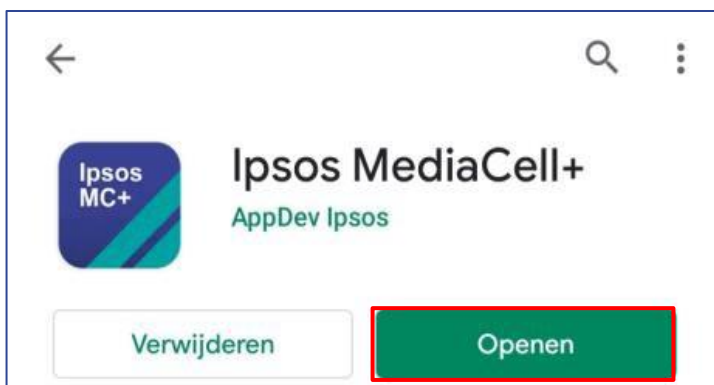 Ipsos
MC+
Ipsos MediaCell+
AppDev Ipsos
Verwijderen
Openen